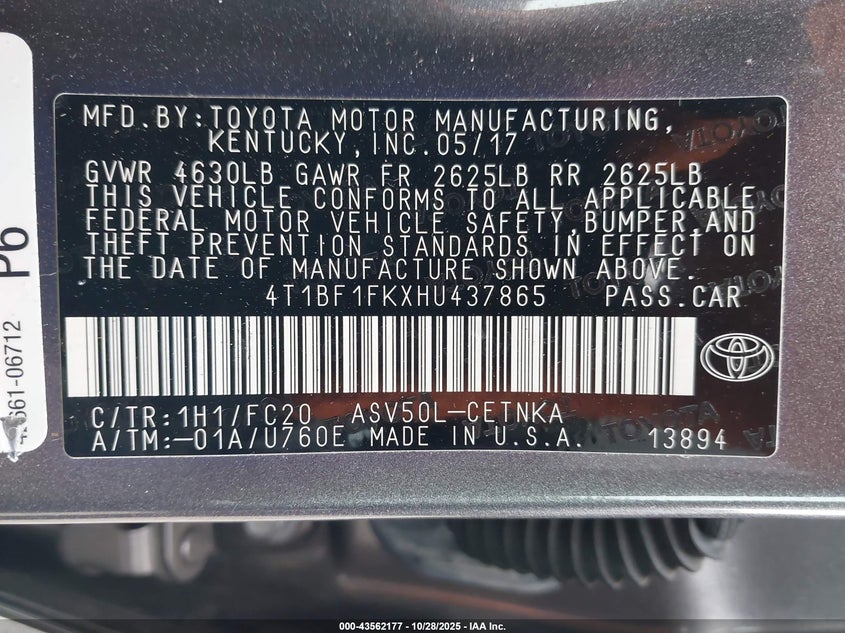 MFD. BY: TOYOTA MOTOR MANUFACTURING,
KENTUCKY, INC. 05/17
GVWR 4630LB GAWR FR 2625LB RR 2625LB
THIS VEHICLE CONFORMS TO ALL APPLICABLE
FEDERAL MOTOR VEHICLE SAFETY, BUMPER, AND
THEFT PREVENTION STANDARDS IN EFFECT ON
THE DATE OF MANUFACTURE SHOWN ABOVE.
4T1BF1FKXHU437865 PASS. CAR
C/TR: 1H1/FC20 ASV50L-CETNKA
A/TM: -01A/U760E MADE IN U.S.A. 13894
661-06712
000-43562177 - 10/28/2025 - IAA Inc.